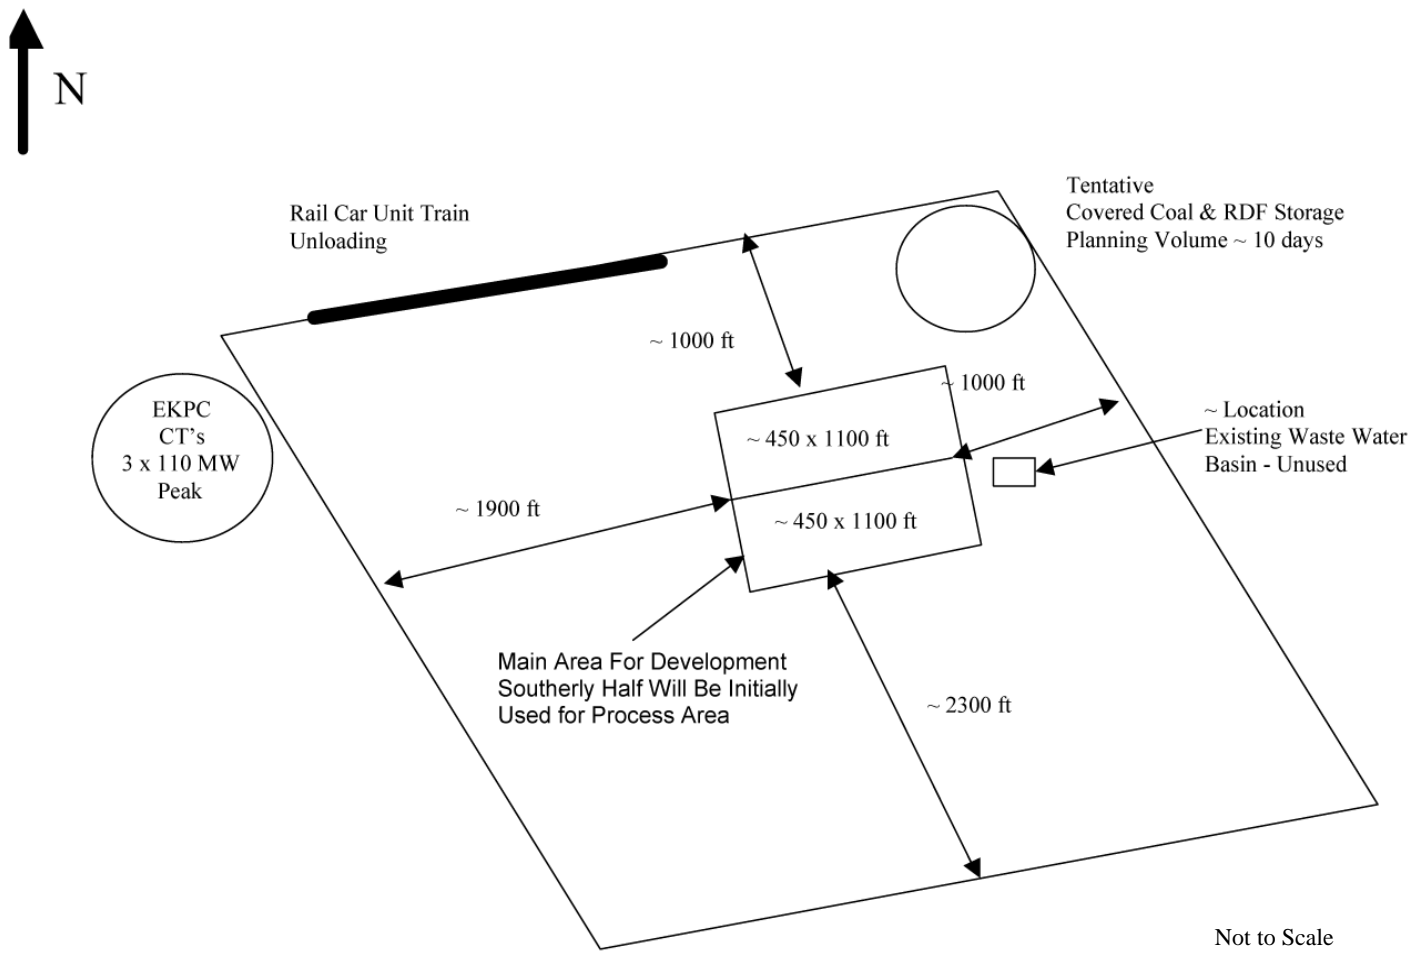 N
Rail Car Unit Train
Unloading
Tentative
Covered Coal & RDF Storage
Planning Volume ~ 10 days
~ 1000 ft
~ 1000 ft
EKPC
CT’s
3 x 110 MW
Peak
~ 450 x 1100 ft
~ Location
Existing Waste Water
Basin - Unused
~ 1900 ft
~ 450 x 1100 ft
Main Area For Development
Southerly Half Will Be Initially
Used for Process Area
~ 2300 ft
Not to Scale